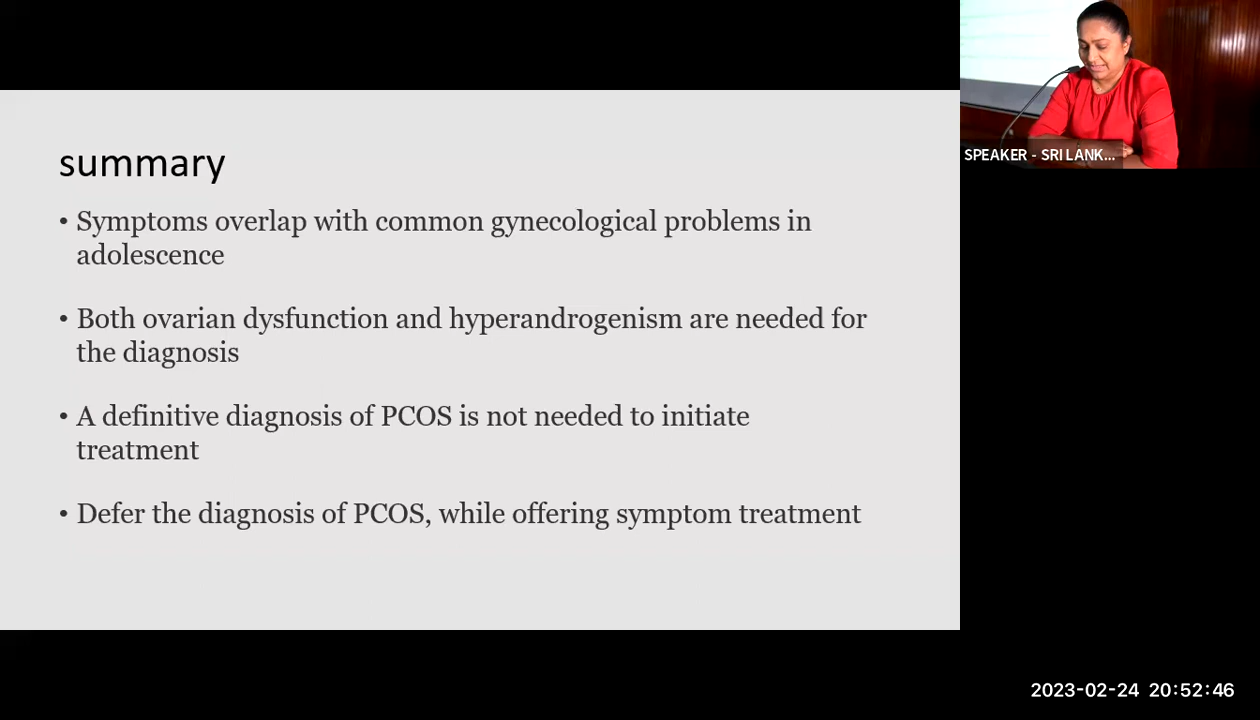 summary
• Symptoms overlap with common gynecological problems in
adolescence
• Both ovarian dysfunction and hyperandrogenism are needed for
the diagnosis
• A definitive diagnosis of PCOS is not needed to initiate
treatment
• Defer the diagnosis of PCOS, while offering symptom treatment
SPEAKER - SRI LANK...
2023-02-24 20:52:46